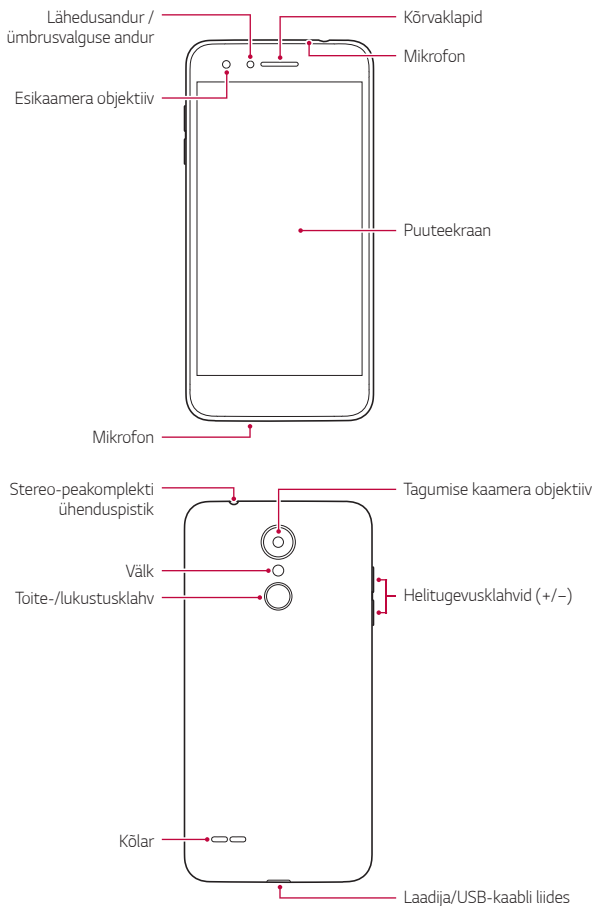 Lähedusandur /
ümbrusvalguse andur
Kõrvaklapid
Mikrofon
Esikaamera objektiiv
Puuteekraan
Mikrofon
Stereo-peakomplekti
ühenduspistik
Tagumise kaamera objektiiv
Välk
Toite-/lukustusklahv
Helitugevusklahvid (+/−)
Kõlar
Laadija/USB-kaabli liides